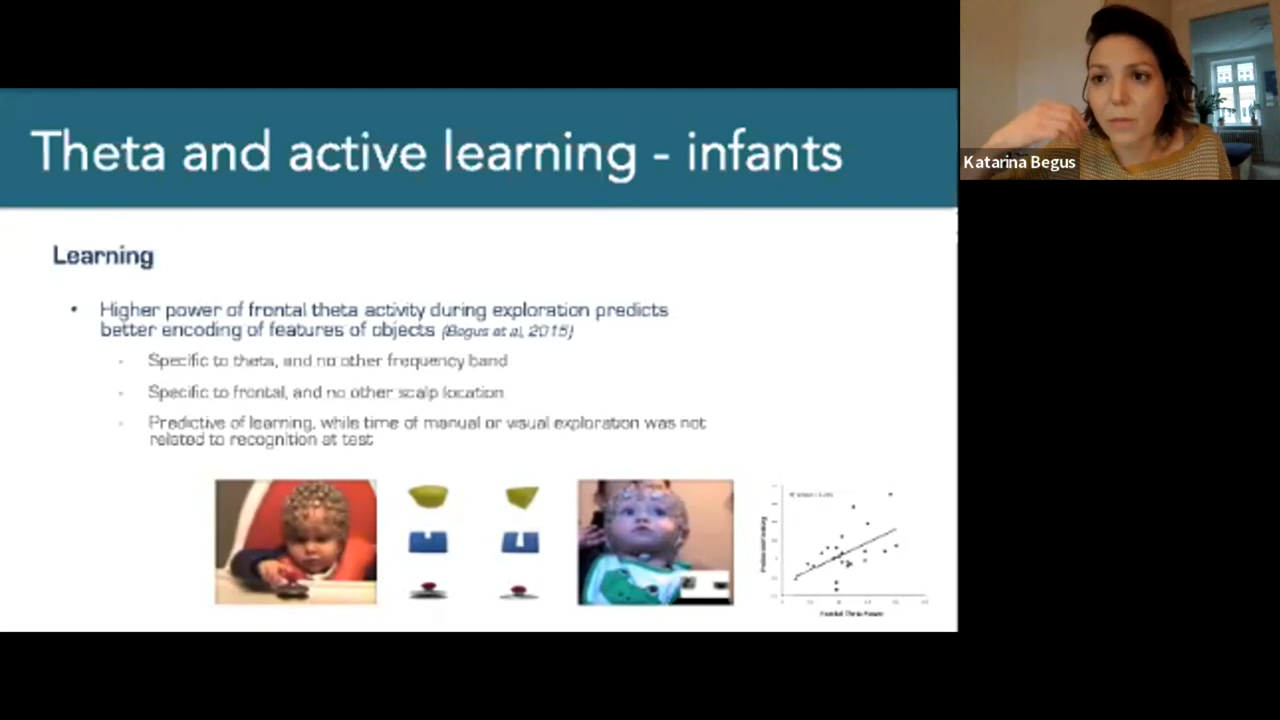 Theta and active learning - infants
Katarina Begus
Learning
• Higher power of frontal theta activity during exploration predicts
better encoding of features of objects (Begus et al, 2015)
- Specific to theta, and no other frequency band
- Specific to frontal, and no other scalp location
- Predictive of learning, while time of manual or visual exploration was not
related to recognition at test
Frontal Theta Power